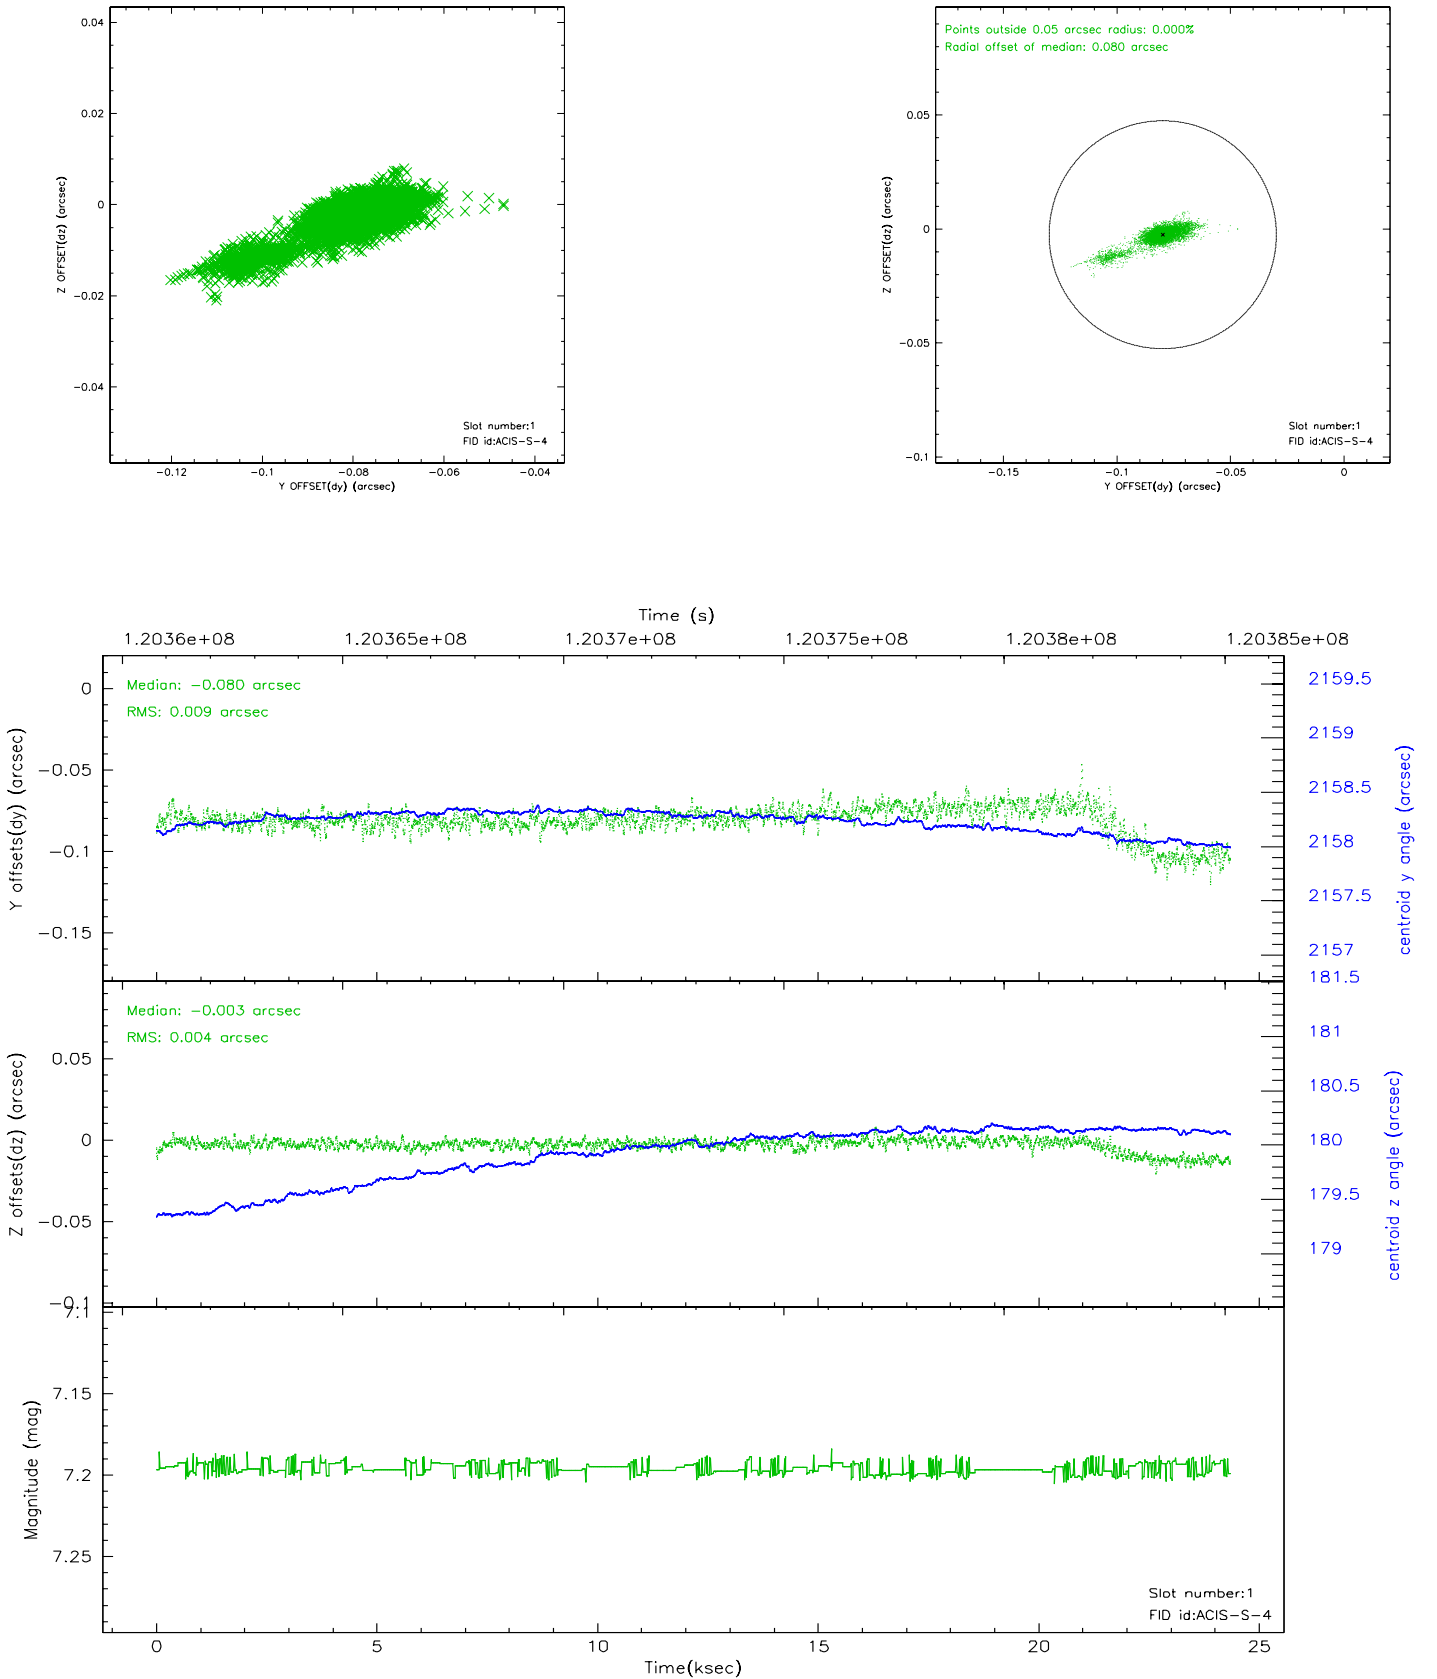 0.04
0.02
0
−0.02
−0.04
Z OFFSET(dz) (arcsec)
Slot number:1
FID id:ACIS−S−4
−0.12
−0.1
−0.08
−0.06
−0.04
Y OFFSET(dy) (arcsec)
Points outside 0.05 arcsec radius: 0.000%
Radial offset of median: 0.080 arcsec
0.05
0
−0.05
−0.1
Z OFFSET(dz) (arcsec)
Slot number:1
FID id:ACIS−S−4
−0.15
−0.1
−0.05
0
Y OFFSET(dy) (arcsec)
Time (s)
1.2036e+08
1.20365e+08
1.2037e+08
1.20375e+08
1.2038e+08
1.20385e+08
Median: −0.080 arcsec
RMS: 0.009 arcsec
0
−0.05
−0.1
−0.15
Y offsets(dy) (arcsec)
2159.5
2159
2158.5
2158
2157.5
2157
centroid y angle (arcsec)
Median: −0.003 arcsec
RMS: 0.004 arcsec
0.05
0
−0.05
−0.1
Z offsets(dz) (arcsec)
181.5
181
180.5
180
179.5
179
centroid z angle (arcsec)
7.1
7.15
7.2
7.25
Magnitude (mag)
Slot number:1
FID id:ACIS−S−4
0
5
10
15
20
25
Time(ksec)